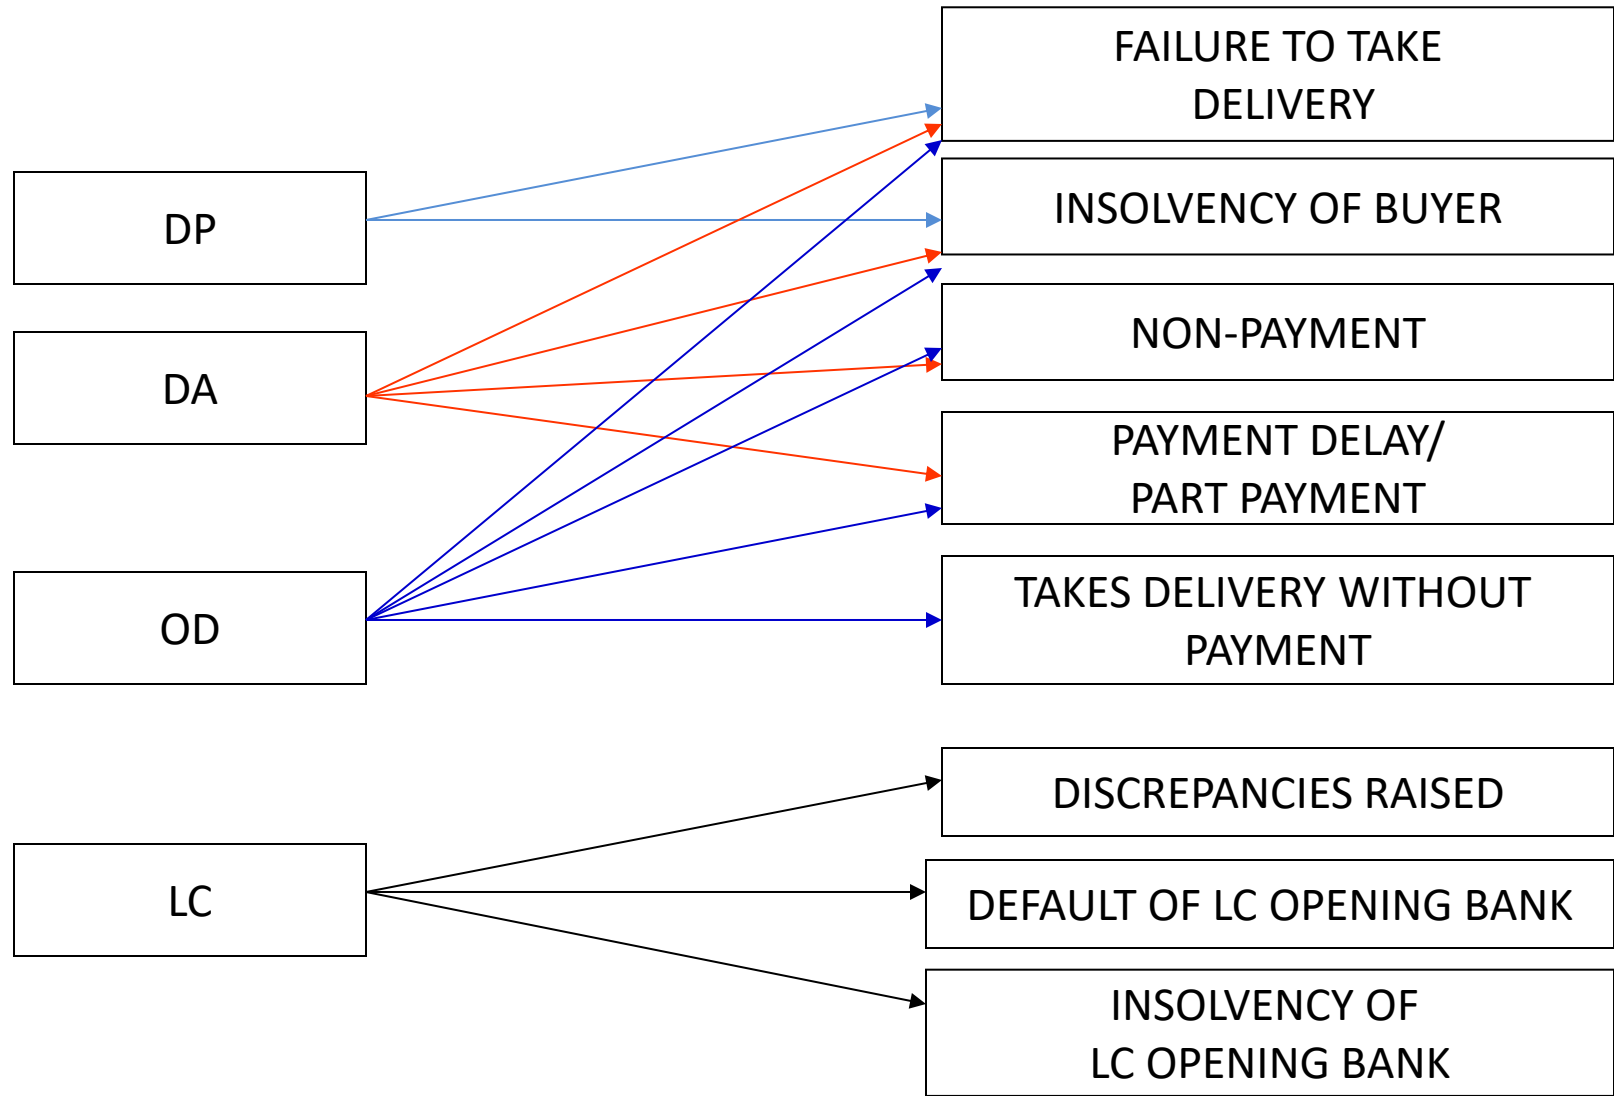 DP
DA
OD
LC
FAILURE TO TAKE
DELIVERY
INSOLVENCY OF BUYER
NON-PAYMENT
PAYMENT DELAY/
PART PAYMENT
TAKES DELIVERY WITHOUT
PAYMENT
DISCREPANCIES RAISED
DEFAULT OF LC OPENING BANK
INSOLVENCY OF
LC OPENING BANK